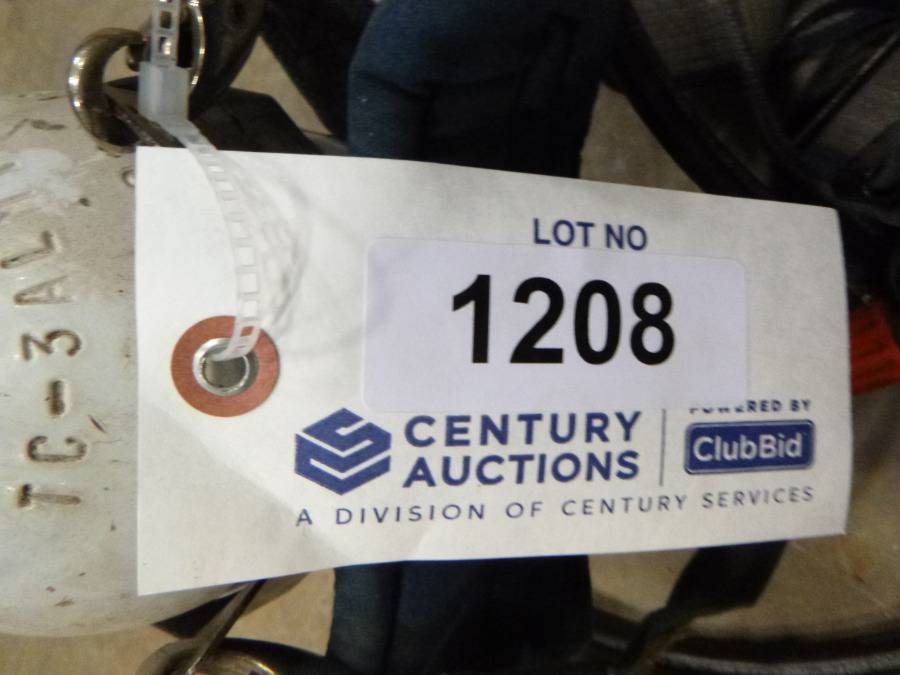 LOT NO
1208
CENTURY
AUCTIONS
POWERED BY
ClubBid
A DIVISION OF CENTURY SERVICES
TC-3AL